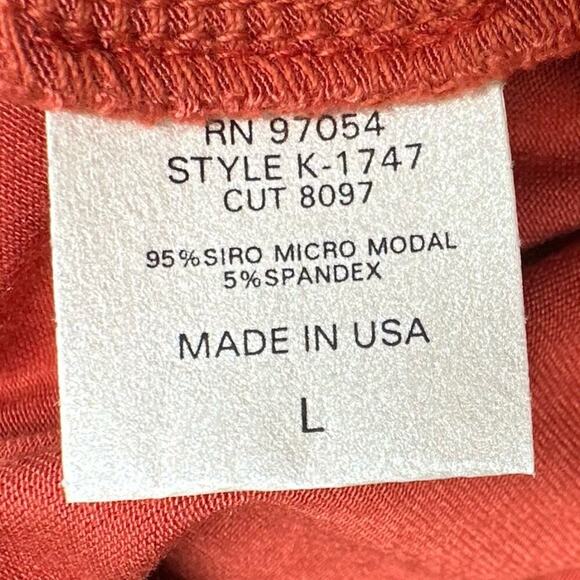 RN 97054
STYLE K-1747
CUT 8097
95%SIRO MICRO MODAL
5%SPANDEX
MADE IN USA
L